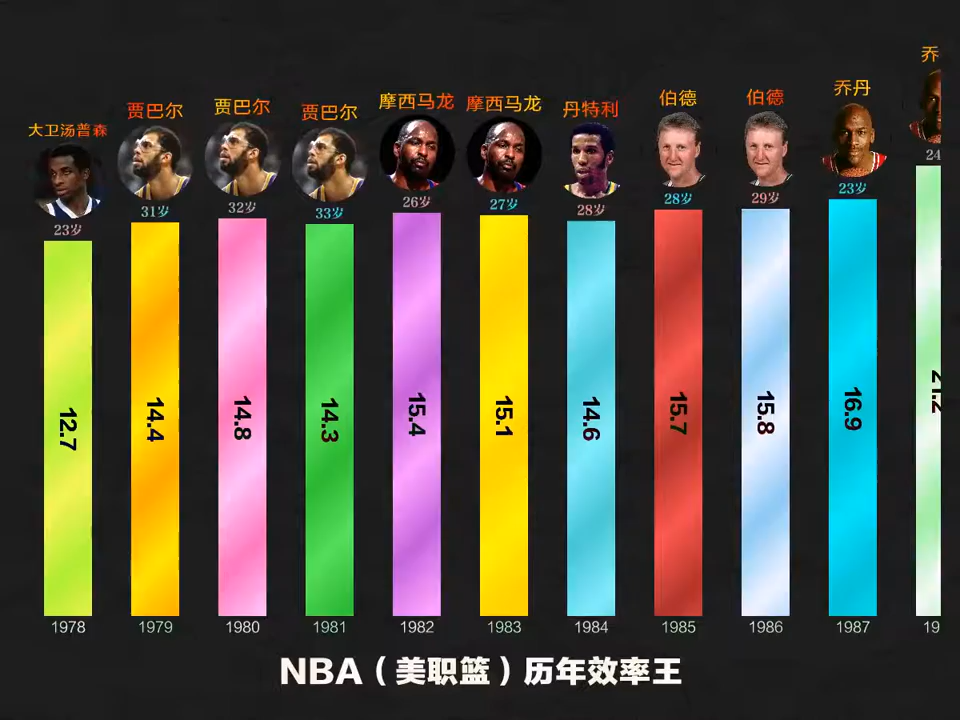 大卫汤普森
23岁
12.7
1978
贾巴尔
31岁
14.4
1979
贾巴尔
32岁
14.8
1980
贾巴尔
33岁
14.3
1981
摩西马龙
26岁
15.4
1982
摩西马龙
27岁
15.1
1983
丹特利
28岁
14.6
1984
伯德
28岁
15.7
1985
伯德
29岁
15.8
1986
乔丹
23岁
16.9
1987
乔
24
21.2
19
NBA（美职篮）历年效率王